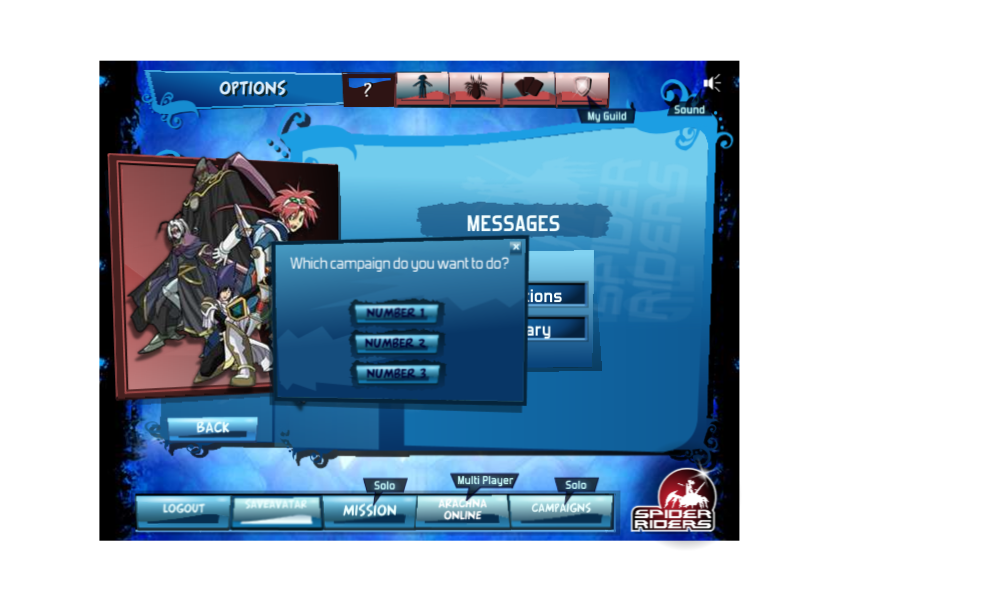 OPTIONS
?
My Guild
Sound
SPIDER
RIDERS
MESSAGES
Which campaign do you want to do?
NUMBER 1
NUMBER 2
NUMBER 3
ions
ary
BACK
Solo
Multi Player
Solo
LOGOUT
SAVE AVATAR
MISSION
ARACHNA
ONLINE
CAMPAIGNS
SPIDER
RIDERS